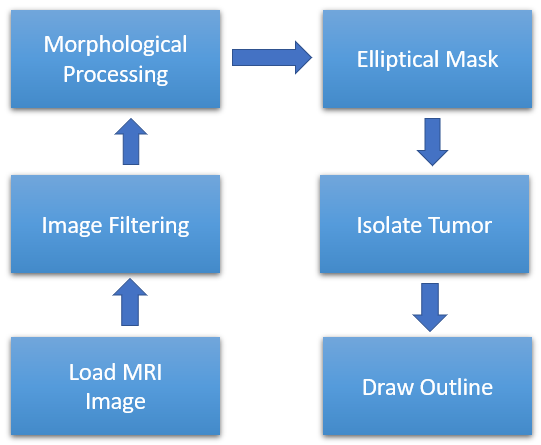 Morphological
Processing
Elliptical Mask
Image Filtering
Isolate Tumor
Load MRI
Image
Draw Outline